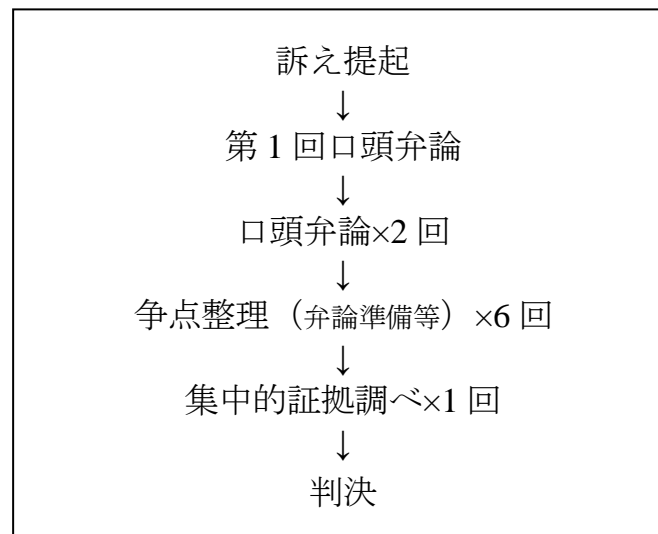 訴え提起
↓
第 1 回口頭弁論
↓
口頭弁論×2 回
↓
争点整理（弁論準備等）×6 回
↓
集中的証拠調べ×1 回
↓
判決